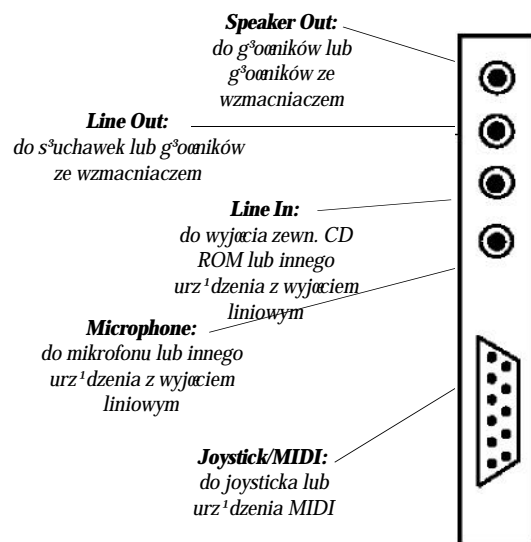 Speaker Out:
do g³oœników lub
g³oœników ze
wzmacniaczem
Line Out:
do s³uchawek lub g³oœników
ze wzmacniaczem
Line In:
do wyjœcia zewn. CD
ROM lub innego
urz¹dzenia z wyjœciem
liniowym
Microphone:
do mikrofonu lub innego
urz¹dzenia z wyjœciem
liniowym
Joystick/MIDI:
do joysticka lub
urz¹dzenia MIDI